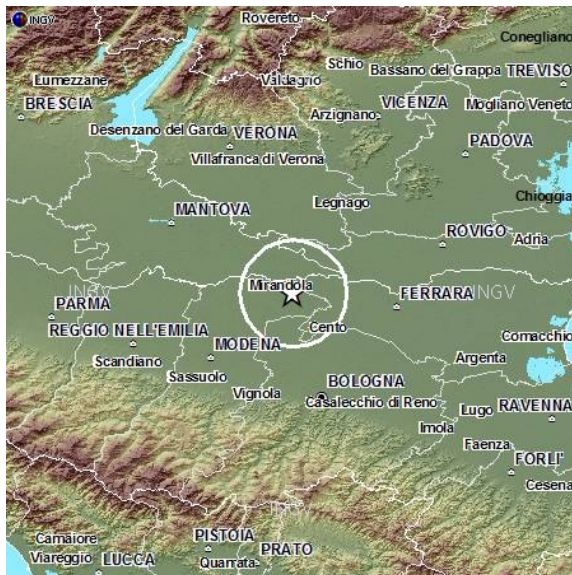 INGV
Rovereto
Conegliano
Lumezzane
Valdagno
Schio
Bassano del Grappa
TREVISO
BRESCIA
Arzignano
VICENZA
Mogliano Veneto
Desenzano del Garda
VERONA
PADOVA
Villafranca di Verona
Legnago
Chioggia
MANTOVA
ROVIGO
Adria
Mirandola
INGV
INGV
PARMA
FERRARA
REGGIO NELL'EMILIA
Cento
Comacchio
Scandiano
MODENA
Argenta
Sassuolo
Vignola
BOLOGNA
Casalecchio di Reno
Lugo
RAVENNA
Imola
Faenza
FORLI'
Cesena
INGV
Camaiore
PISTOIA
Viareggio
LUCCA
Quarrata
PRATO